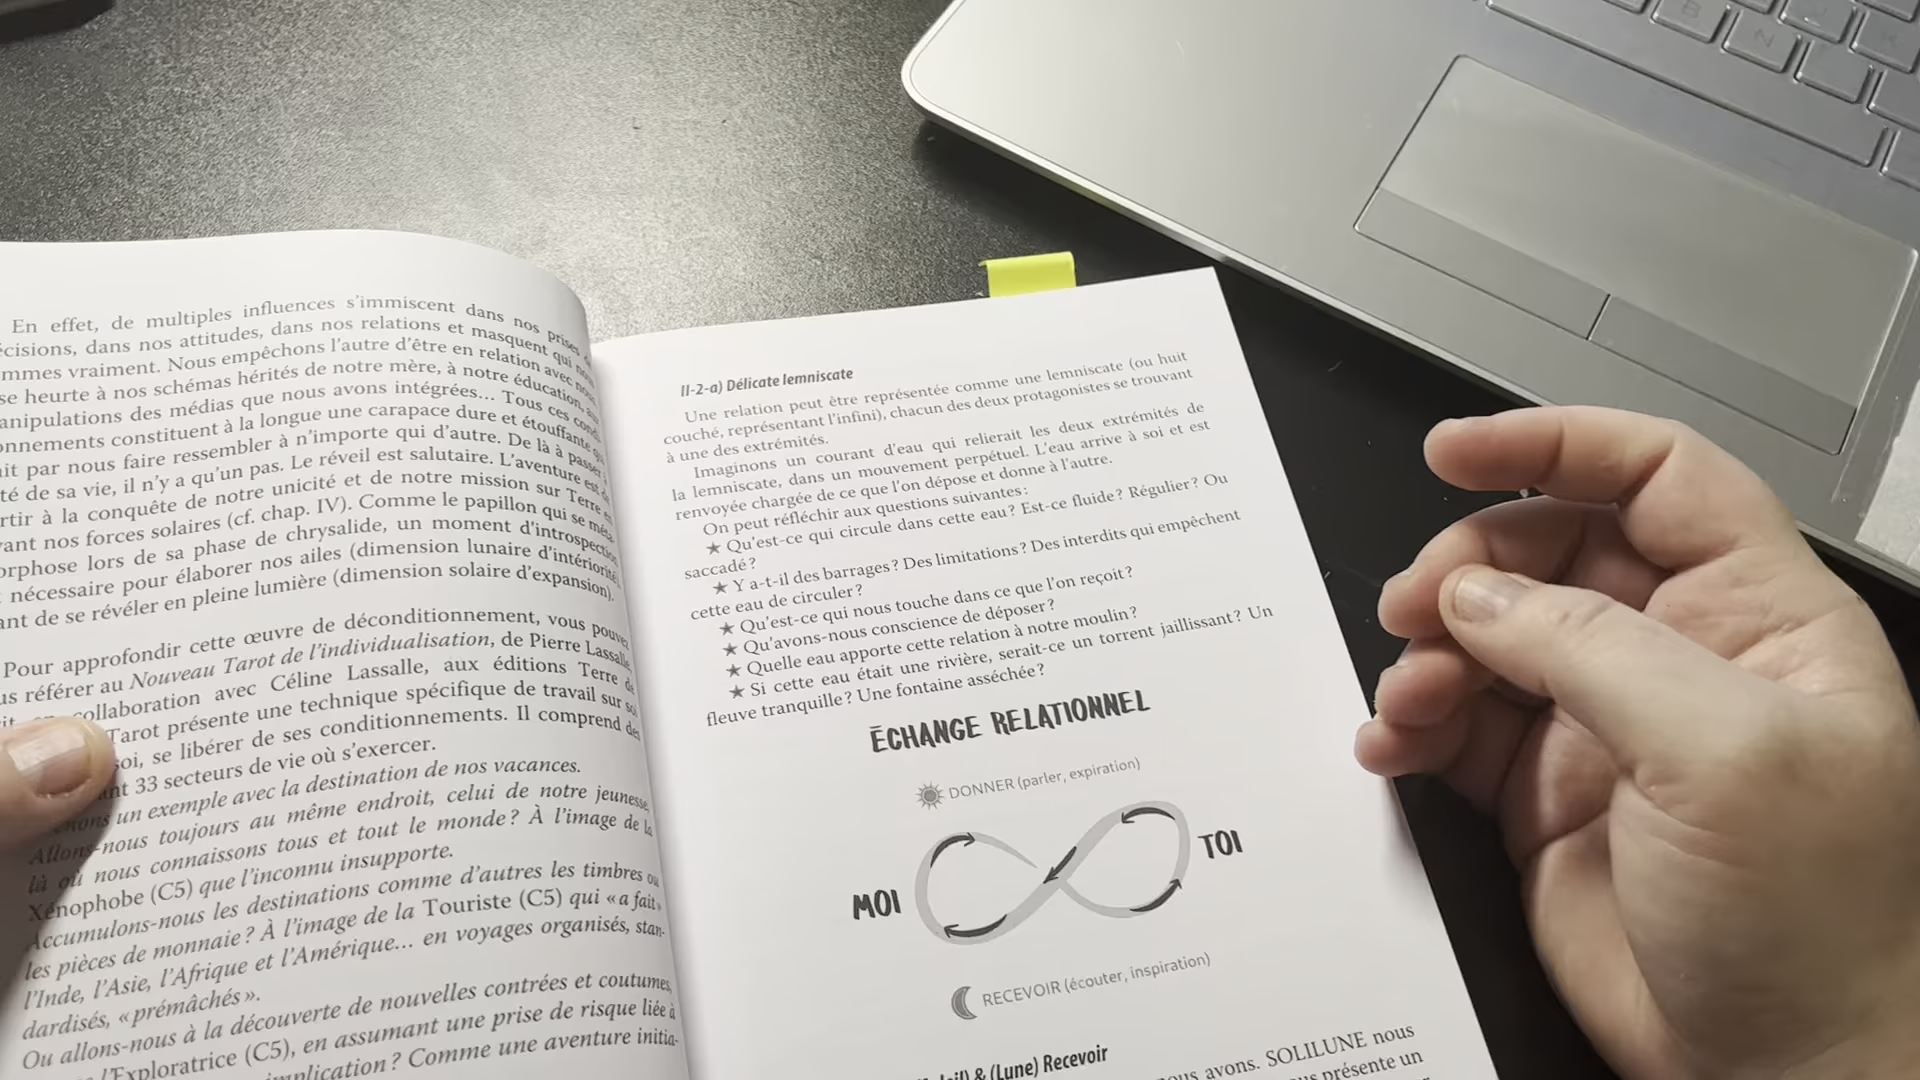 En effet, de multiples influences s'immiscent dans nos prises
écisions, dans nos attitudes, dans nos relations et masquent qui nous
mmes vraiment. Nous empêchons l'autre d'être en relation avec nous
se heurte à nos schémas hérités de notre mère, à notre éducation,
anipulations des médias que nous avons intégrées... Tous ces condi
onnements constituent à la longue une carapace dure et étouffante qui
it par nous faire ressembler à n'importe qui d'autre. De là à passer
té de sa vie, il n'y a qu'un pas. Le réveil est salutaire. L'aventure est de
rtir à la conquête de notre unicité et de notre mission sur Terre en
vant nos forces solaires (cf. chap. IV). Comme le papillon qui se méta
orphose lors de sa phase de chrysalide, un moment d'introspection
nécessaire pour élaborer nos ailes (dimension lunaire d'intériorité)
ant de se révéler en pleine lumière (dimension solaire d'expansion).
Pour approfondir cette œuvre de déconditionnement, vous pouvez
us référer au Nouveau Tarot de l'individualisation, de Pierre Lassalle,
collaboration avec Céline Lassalle, aux éditions Terre de
Tarot présente une technique spécifique de travail sur soi
soi, se libérer de ses conditionnements. Il comprend des
nt 33 secteurs de vie où s'exercer.
nons un exemple avec la destination de nos vacances.
Allons-nous toujours au même endroit, celui de notre jeunesse,
là où nous connaissons tous et tout le monde ? À l'image de la
Xénophobe (C5) que l'inconnu insupporte.
Accumulons-nous les destinations comme d'autres les timbres ou
les pièces de monnaie ? À l'image de la Touriste (C5) qui « a fait »
l'Inde, l'Asie, l'Afrique et l'Amérique... en voyages organisés, stan-
dardisés, « prémâchés ».
Ou allons-nous à la découverte de nouvelles contrées et coutumes,
l'Exploratrice (C5), en assumant une prise de risque liée à
implication ? Comme une aventure initia-
II-2-a) Délicate lemniscate
Une relation peut être représentée comme une lemniscate (ou huit
couché, représentant l'infini), chacun des deux protagonistes se trouvant
à une des extrémités.
Imaginons un courant d'eau qui relierait les deux extrémités de
la lemniscate, dans un mouvement perpétuel. L'eau arrive à soi et est
renvoyée chargée de ce que l'on dépose et donne à l'autre.
On peut réfléchir aux questions suivantes :
★ Qu'est-ce qui circule dans cette eau ? Est-ce fluide ? Régulier ? Ou
saccadé ?
★ Y a-t-il des barrages ? Des limitations ? Des interdits qui empêchent
cette eau de circuler ?
★ Qu'est-ce qui nous touche dans ce que l'on reçoit ?
★ Qu'avons-nous conscience de déposer ?
★ Quelle eau apporte cette relation à notre moulin ?
★ Si cette eau était une rivière, serait-ce un torrent jaillissant ? Un
fleuve tranquille ? Une fontaine asséchée ?
ÉCHANGE RELATIONNEL
DONNER (parler, expiration)
MOI
TOI
RECEVOIR (écouter, inspiration)
& (Lune) Recevoir
nous avons. SOLILUNE nous
présente un